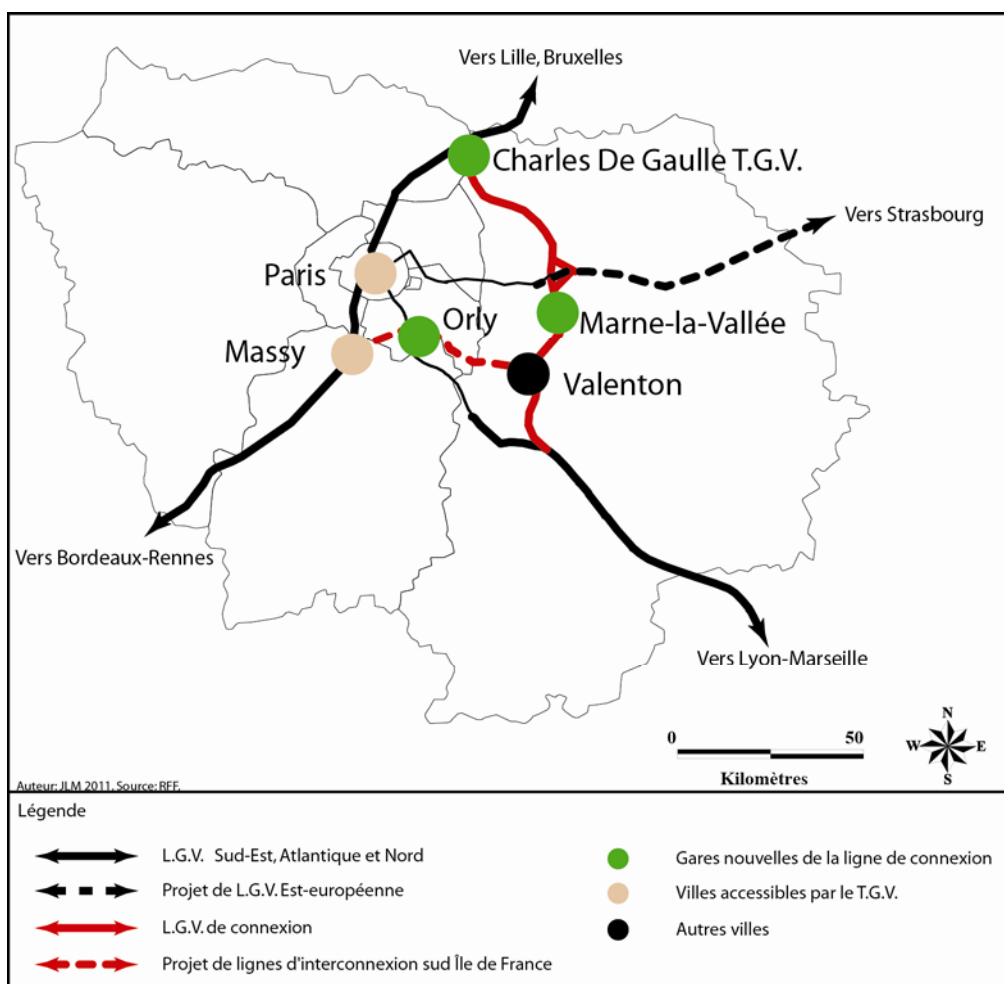 Vers Lille, Bruxelles
Charles De Gaulle T.G.V.
Vers Strasbourg
Paris
Orly
Marne-la-Vallée
Massy
Valenton
Vers Bordeaux-Rennes
Vers Lyon-Marseille
0 50
Kilomètres
N
W E
S
Auteur: JLM 2011. Source: RFF.
Légende
L.G.V. Sud-Est, Atlantique et Nord
Projet de L.G.V. Est-européenne
L.G.V. de connexion
Projet de lignes d'interconnexion sud Île de France
Gares nouvelles de la ligne de connexion
Villes accessibles par le T.G.V.
Autres villes